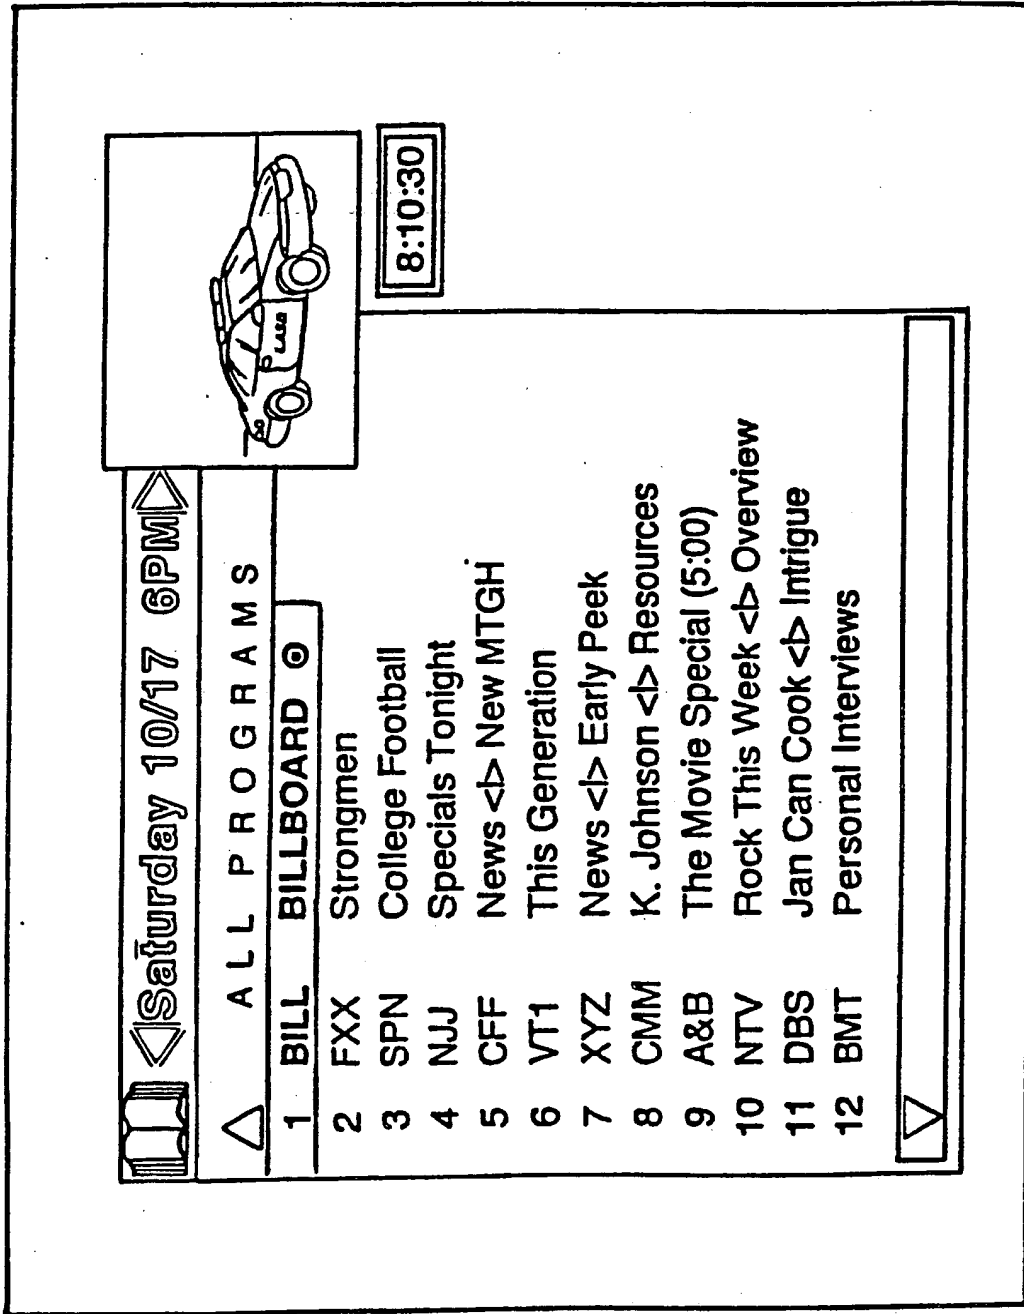 Saturday 10/17 6PM
ALL PROGRAMS
1 BILL BILLBOARD
2 FXX Strongmen
3 SPN College Football
4 NJJ Specials Tonight
5 CFF News <I> New MTGH
6 VT1 This Generation
7 XYZ News <I> Early Peek
8 CMM K. Johnson <I> Resources
9 A&B The Movie Special (5:00)
10 NTV Rock This Week <I> Overview
11 DBS Jan Can Cook <I> Intrigue
12 BMT Personal Interviews
8:10:30